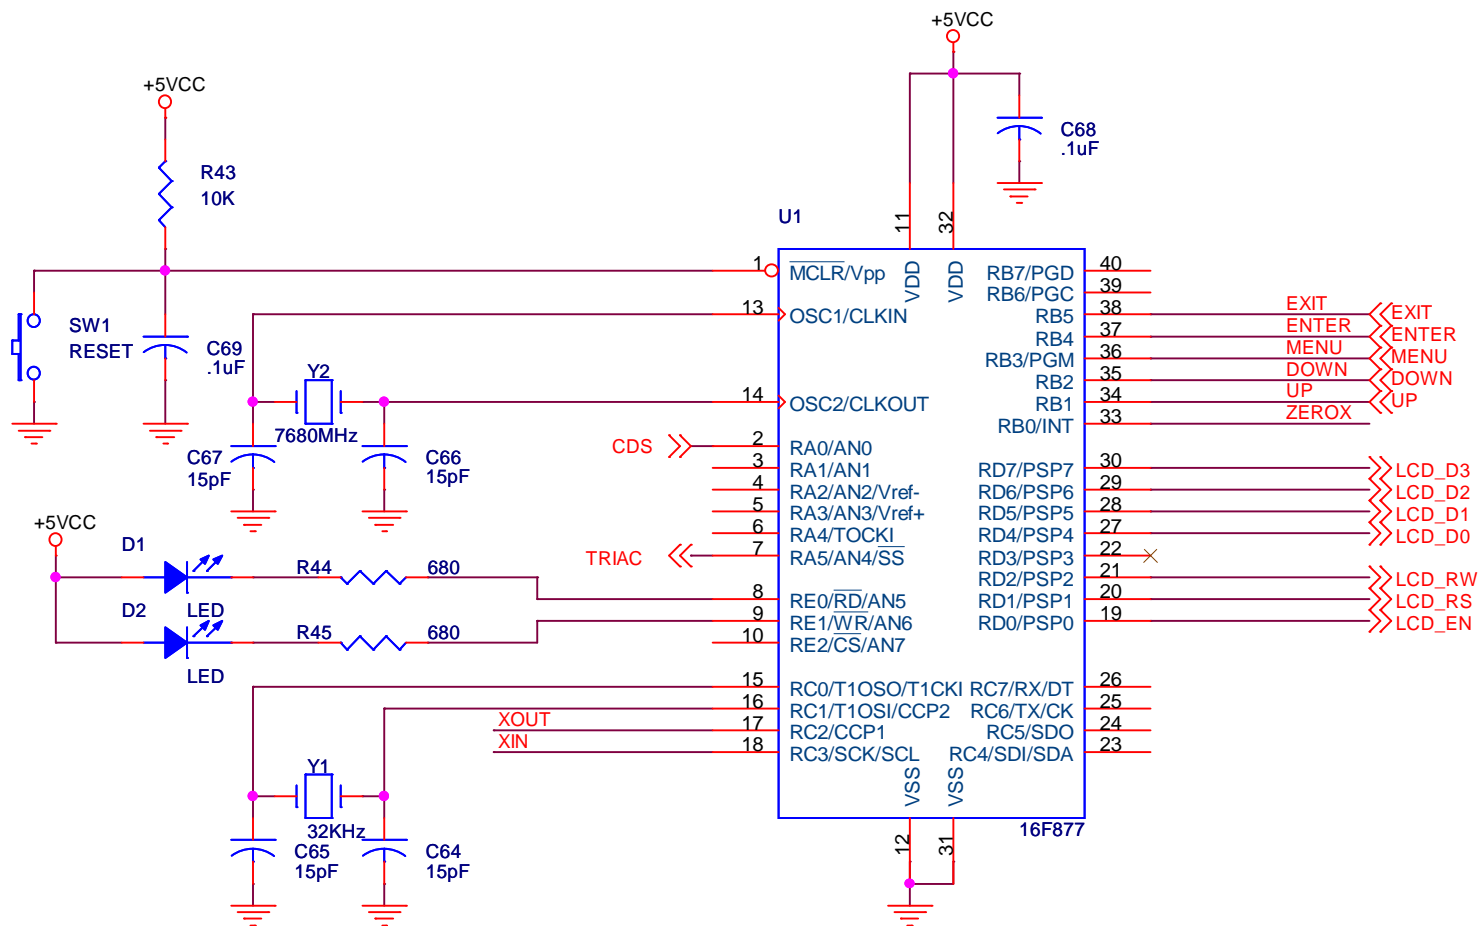 +5VCC
+5VCC
C68
.1uF
R43
10K
U1
11
32
1
MCLR/Vpp
VDD
VDD
RB7/PGD
40
RB6/PGC
39
13
OSC1/CLKIN
RB5
38
EXIT
EXIT
RB4
37
ENTER
ENTER
SW1
RESET
C69
.1uF
RB3/PGM
36
MENU
MENU
Y2
7680MHz
RB2
35
DOWN
DOWN
14
OSC2/CLKOUT
RB1
34
UP
UP
RB0/INT
33
ZEROX
C67
15pF
C66
15pF
CDS
2
RA0/AN0
3
RA1/AN1
RD7/PSP7
30
LCD_D3
4
RA2/AN2/Vref-
RD6/PSP6
29
LCD_D2
5
RA3/AN3/Vref+
RD5/PSP5
28
LCD_D1
+5VCC
6
RA4/TOCKI
RD4/PSP4
27
LCD_D0
TRIAC
7
RA5/AN4/SS
RD3/PSP3
22
D1
LED
R44
680
RD2/PSP2
21
LCD_RW
8
RE0/RD/AN5
RD1/PSP1
20
LCD_RS
D2
LED
R45
680
9
RE1/WR/AN6
RD0/PSP0
19
LCD_EN
10
RE2/CS/AN7
15
RC0/T1OSO/T1CKI
RC7/RX/DT
26
16
RC1/T1OSI/CCP2
RC6/TX/CK
25
XOUT
17
RC2/CCP1
RC5/SDO
24
XIN
18
RC3/SCK/SCL
RC4/SDI/SDA
23
Y1
32KHz
VSS
VSS
16F877
C65
15pF
C64
15pF
12
31